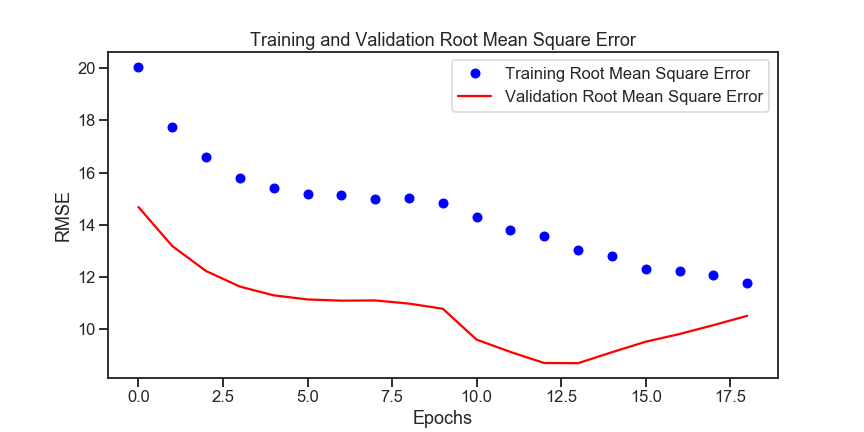 Training and Validation Root Mean Square Error
Training Root Mean Square Error
Validation Root Mean Square Error
RMSE
20
18
16
14
12
10
0.0 2.5 5.0 7.5 10.0 12.5 15.0 17.5
Epochs